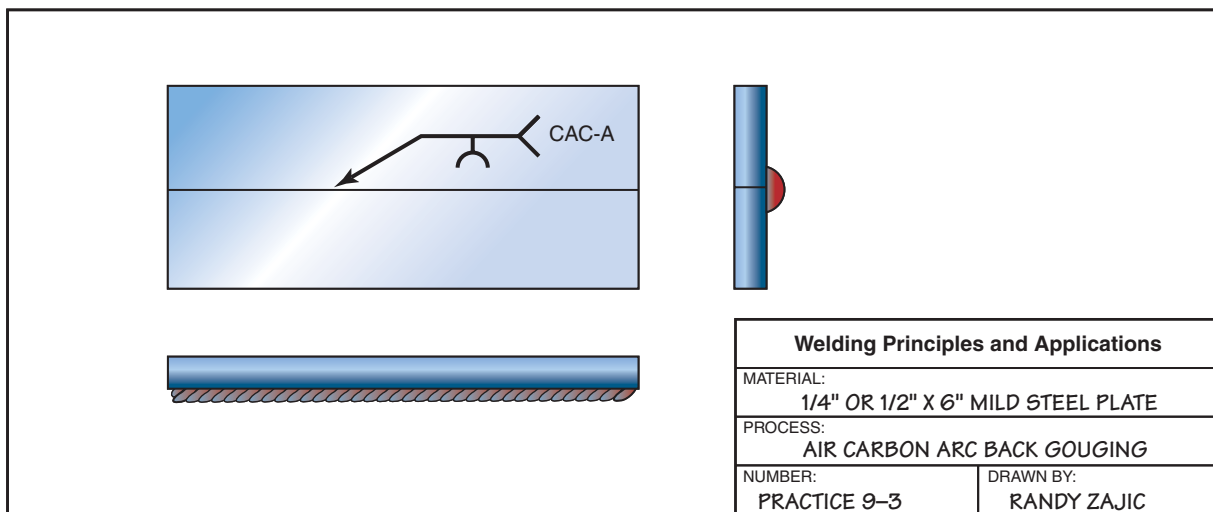 CAC-A
Welding Principles and Applications
MATERIAL:
1/4" OR 1/2" X 6" MILD STEEL PLATE
PROCESS:
AIR CARBON ARC BACK GOUGING
NUMBER:
PRACTICE 9–3
DRAWN BY:
RANDY ZAJIC